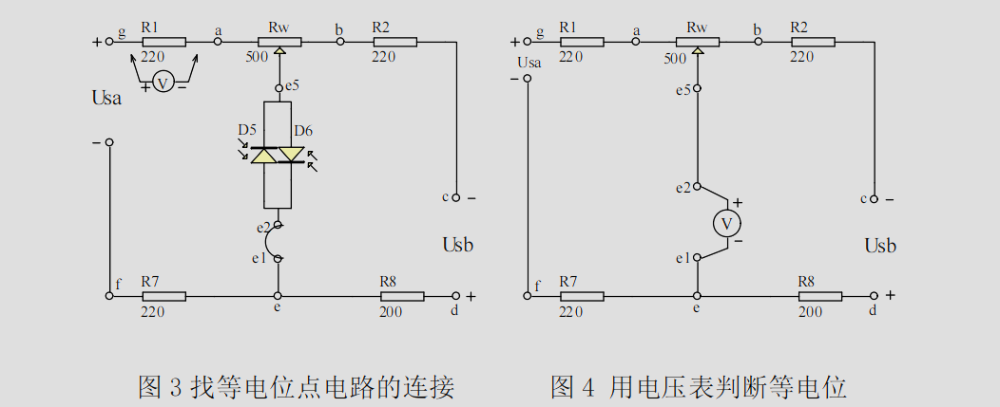 g R1 a Rw b R2
+ 220 500 220
V
+ -
e5
Usa
D5 D6
-
c -
e2
Usb
e1
f R7 R8
220 e 200 d +
图 3 找等电位点电路的连接
g R1 a Rw b R2
+ 220 500 220
Usa
-
e5
e2
+
c -
V
Usb
-
e1
f R7 R8
220 e 200 d +
图 4 用电压表判断等电位